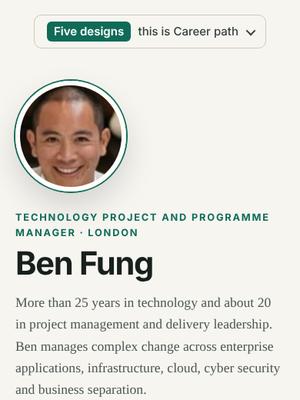 Five designs this is Career path
TECHNOLOGY PROJECT AND PROGRAMME
MANAGER · LONDON
Ben Fung
More than 25 years in technology and about 20
in project management and delivery leadership.
Ben manages complex change across enterprise
applications, infrastructure, cloud, cyber security
and business separation.